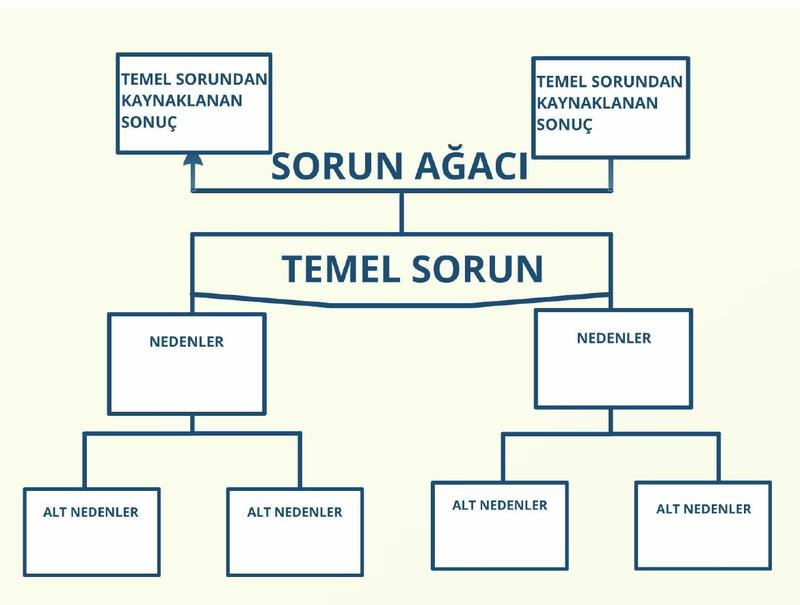 TEMEL SORUNDAN
KAYNAKLANAN
SONUÇ
TEMEL SORUNDAN
KAYNAKLANAN
SONUÇ
SORUN AĞACI
TEMEL SORUN
NEDENLER
NEDENLER
ALT NEDENLER
ALT NEDENLER
ALT NEDENLER
ALT NEDENLER